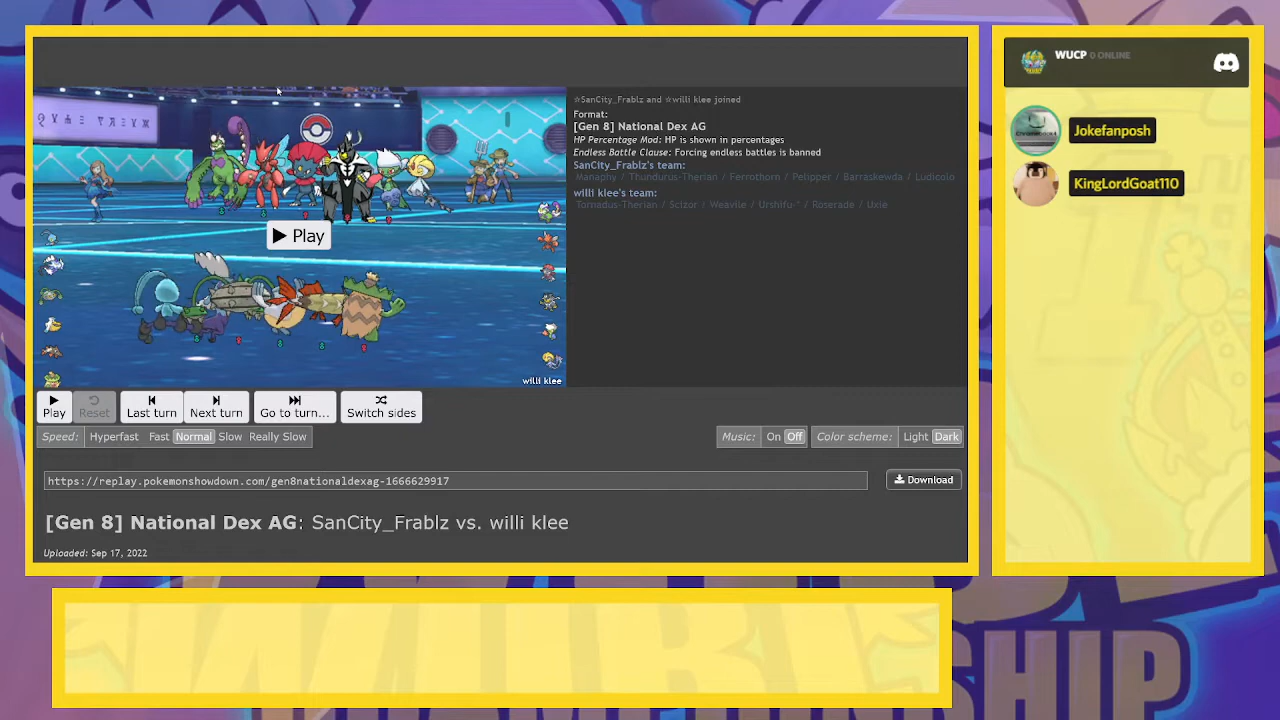 ☆SanCity_Frablz and ☆willi klee joined
Format:
[Gen 8] National Dex AG
HP Percentage Mod: HP is shown in percentages
Endless Battle Clause: Forcing endless battles is banned
SanCity_Frablz's team:
Manaphy / Thundurus-Therian / Ferrothorn / Pelipper / Barraskewda / Ludicolo
willi klee's team:
Tornadus-Therian / Scizor / Weavile / Urshifu-* / Roserade / Uxie
▶ Play
willi klee
Play
Reset
Last turn
Next turn
Go to turn...
Switch sides
Speed: Hyperfast Fast Normal Slow Really Slow
Music: On Off
Color scheme: Light Dark
https://replay.pokemonshowdown.com/gen8nationaldexag-1666629917
Download
[Gen 8] National Dex AG: SanCity_Frablz vs. willi klee
Uploaded: Sep 17, 2022
WUCP 0 ONLINE
Jokefanposh
KingLordGoat110